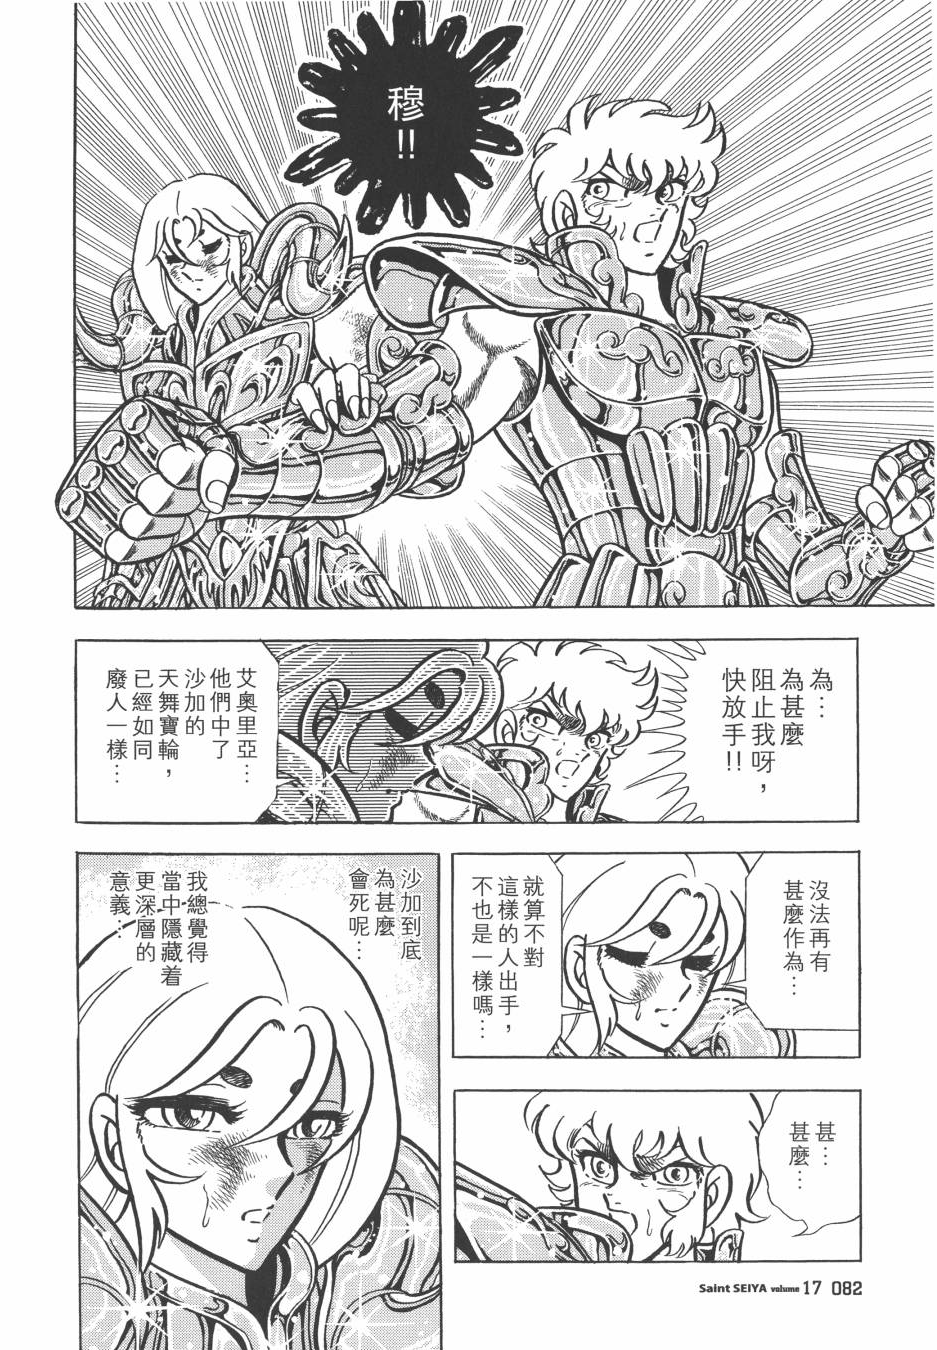 穆!!
為…
為甚麼
阻止我呀，
快放手!!
艾奧里亞…
他們中了
沙加的
天舞寶輪，
已經如同
廢人一樣…
沒法再有
甚麼作為…
就算不對
這樣的人出手，
不也是一樣嗎…
甚…
甚麼…
沙加到底
為甚麼
會死呢…
我總覺得
當中隱藏着
更深層的
意義…
Saint SEIYA volume 17 082